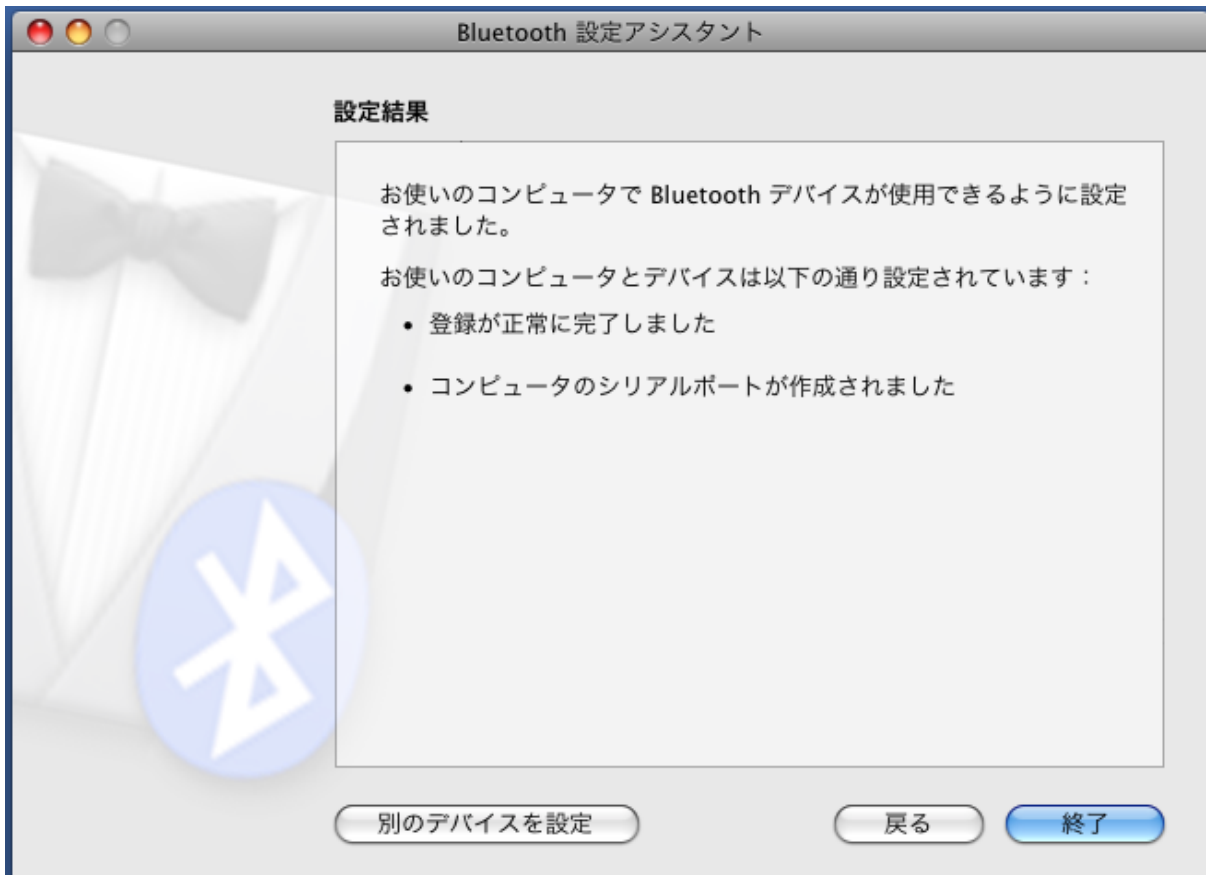 Bluetooth 設定アシスタント
設定結果
お使いのコンピュータで Bluetooth デバイスが使用できるように設定
されました。
お使いのコンピュータとデバイスは以下の通り設定されています：
• 登録が正常に完了しました
• コンピュータのシリアルポートが作成されました
別のデバイスを設定
戻る
終了